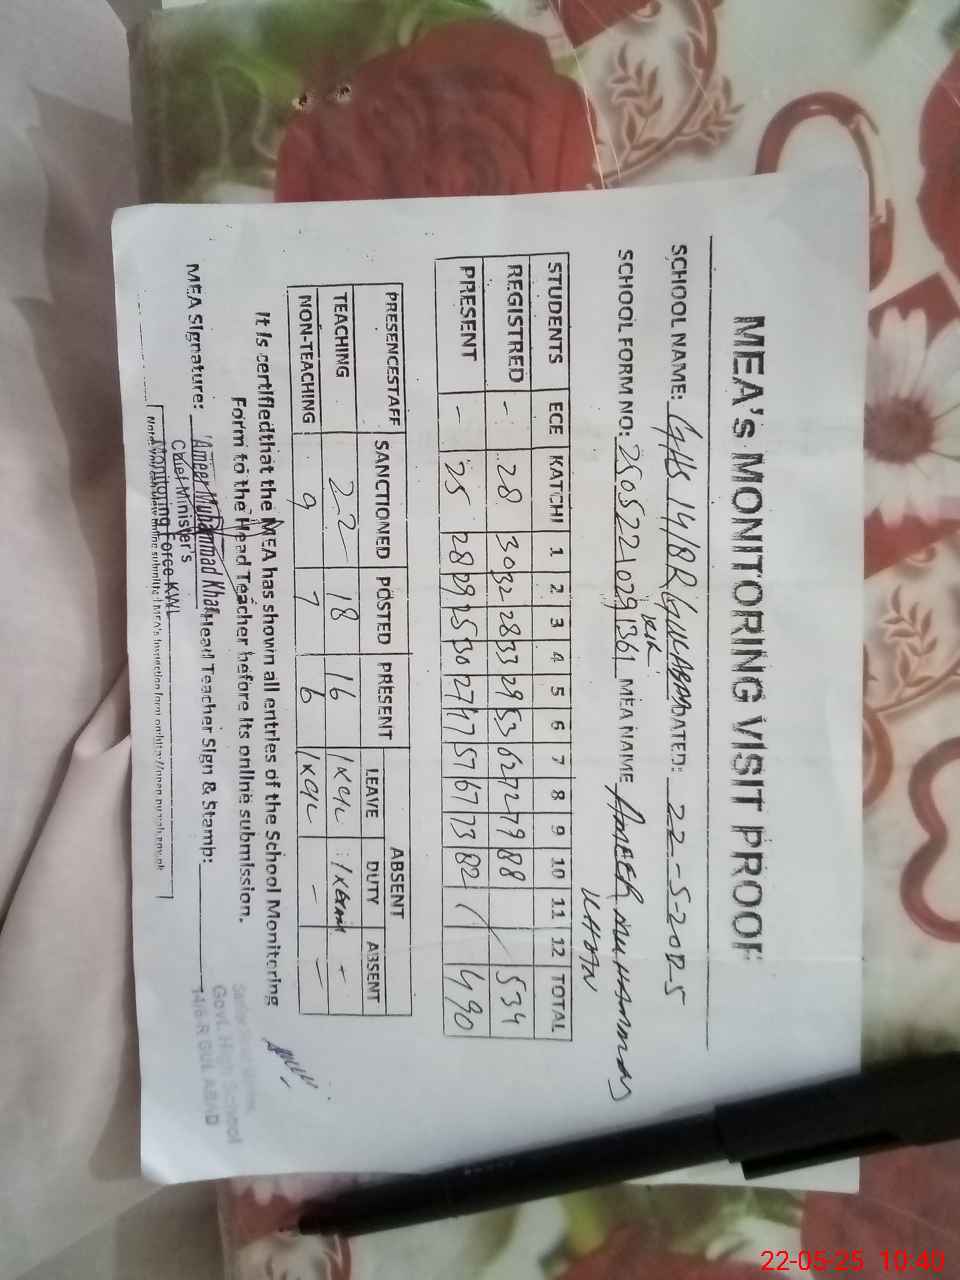 MEA's MONITORING VISIT PROOF
SCHOOL NAME: GHS 14/8R GULABAD DATED: 22-5-2025
SCHOOL FORM NO: 25052210291361 MEA NAME AMEER MUHAMMAD
KHAN
STUDENTS ECE KATCHI 1 2 3 4 5 6 7 8 9 10 11 12 TOTAL
REGISTRED - 28 30 32 28 33 29 53 62 72 79 88 534
PRESENT - 25 28 29 25 30 27 47 57 67 73 82 490
PRESENCESTAFF SANCTIONED POSTED PRESENT ABSENT
LEAVE DUTY ABSENT
TEACHING 22 18 16 1xC/L -
NON-TEACHING 9 7 6 1xC/L - -
It is certifiedthat the MEA has shown all entries of the School Monitoring
Form to the Head Teacher before its online submission.
MEA Signature: Ameer Muhammad Khan Head Teacher Sign & Stamp:
Chief Minister's
Monitoring Force KWL
Govt. High School
GUL ABAD
22-05-25 10:40